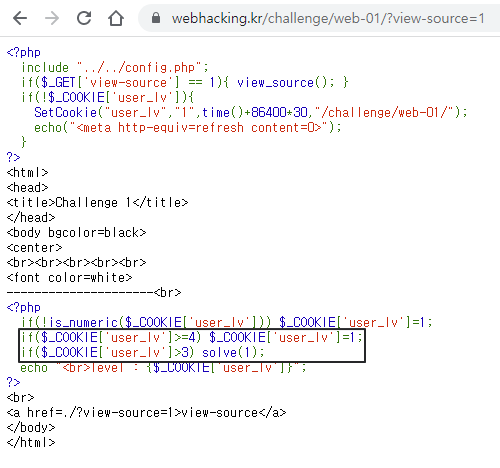 webhacking.kr/challenge/web-01/?view-source=1
<?php
  include "../../config.php";
  if($_GET['view-source'] == 1){ view_source(); }
  if(!$_COOKIE['user_lv']){
    SetCookie("user_lv","1",time()+86400*30,"/challenge/web-01/");
    echo("<meta http-equiv=refresh content=0>");
  }
?>
<html>
<head>
<title>Challenge 1</title>
</head>
<body bgcolor=black>
<center>
<br><br><br><br><br>
<font color=white>
---------------------<br>
<?php
  if(!is_numeric($_COOKIE['user_lv'])) $_COOKIE['user_lv']=1;
  if($_COOKIE['user_lv']>=4) $_COOKIE['user_lv']=1;
  if($_COOKIE['user_lv']>3) solve(1);
  echo "<br>level : {$_COOKIE['user_lv']}";
?>
<br>
<a href=./?view-source=1>view-source</a>
</body>
</html>